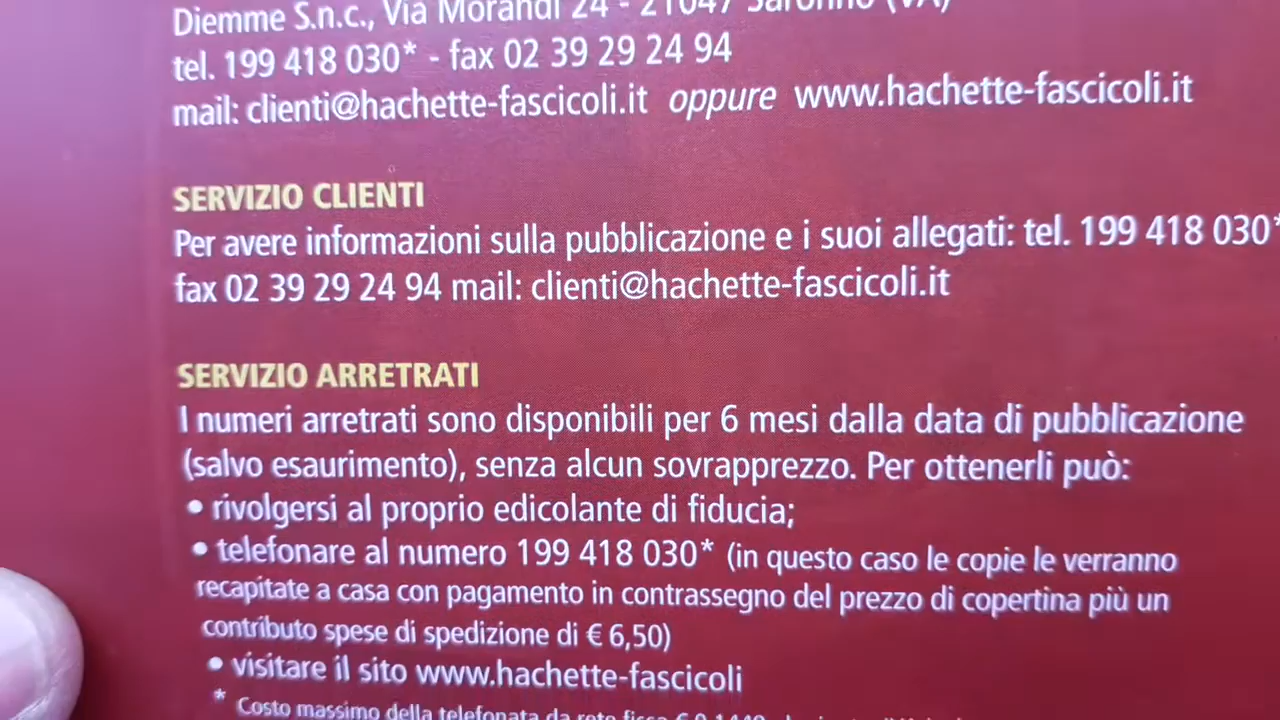 Diemme S.n.c., Via Morandi 24 - 21047 Saronno (VA)
tel. 199 418 030* - fax 02 39 29 24 94
mail: clienti@hachette-fascicoli.it oppure www.hachette-fascicoli.it
SERVIZIO CLIENTI
Per avere informazioni sulla pubblicazione e i suoi allegati: tel. 199 418 030*
fax 02 39 29 24 94 mail: clienti@hachette-fascicoli.it
SERVIZIO ARRETRATI
I numeri arretrati sono disponibili per 6 mesi dalla data di pubblicazione
(salvo esaurimento), senza alcun sovrapprezzo. Per ottenerli può:
• rivolgersi al proprio edicolante di fiducia;
• telefonare al numero 199 418 030* (in questo caso le copie le verranno
recapitate a casa con pagamento in contrassegno del prezzo di copertina più un
contributo spese di spedizione di € 6,50)
• visitare il sito www.hachette-fascicoli
* Costo massimo della telefonata da rete fissa €